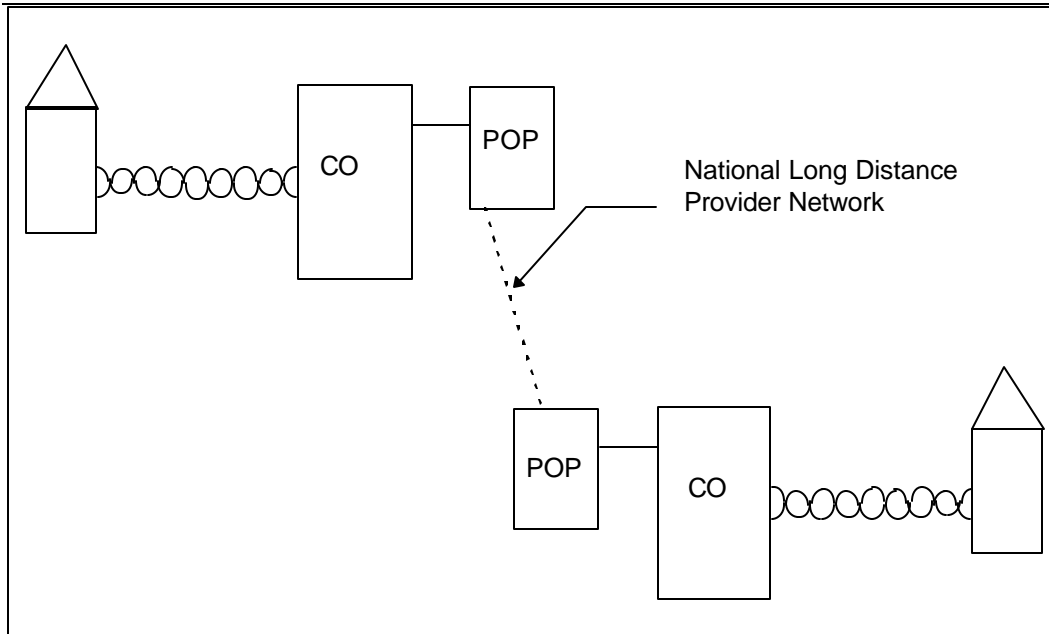 CO
POP
National Long Distance
Provider Network
POP
CO